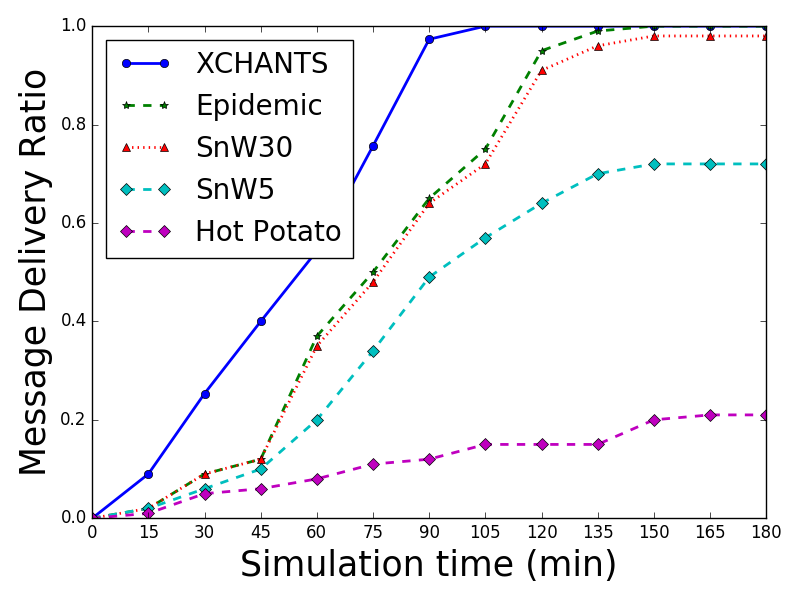 1.0
0.8
0.6
0.4
0.2
0.0
Message Delivery Ratio
XCHANTS
Epidemic
SnW30
SnW5
Hot Potato
0 15 30 45 60 75 90 105 120 135 150 165 180
Simulation time (min)